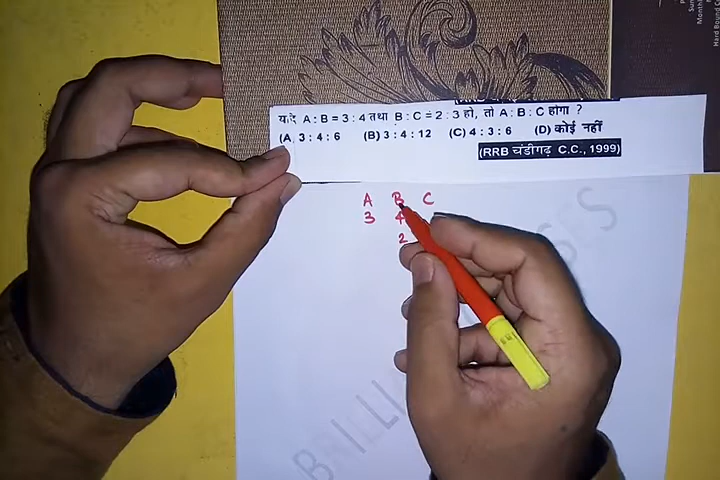 यदि A : B = 3 : 4 तथा B : C = 2 : 3 हो, तो A : B : C होगा ?
(A 3 : 4 : 6 (B) 3 : 4 : 12 (C) 4 : 3 : 6 (D) कोई नहीं
(RRB चंडीगढ़ C.C., 1999)
A B C
3 4
2